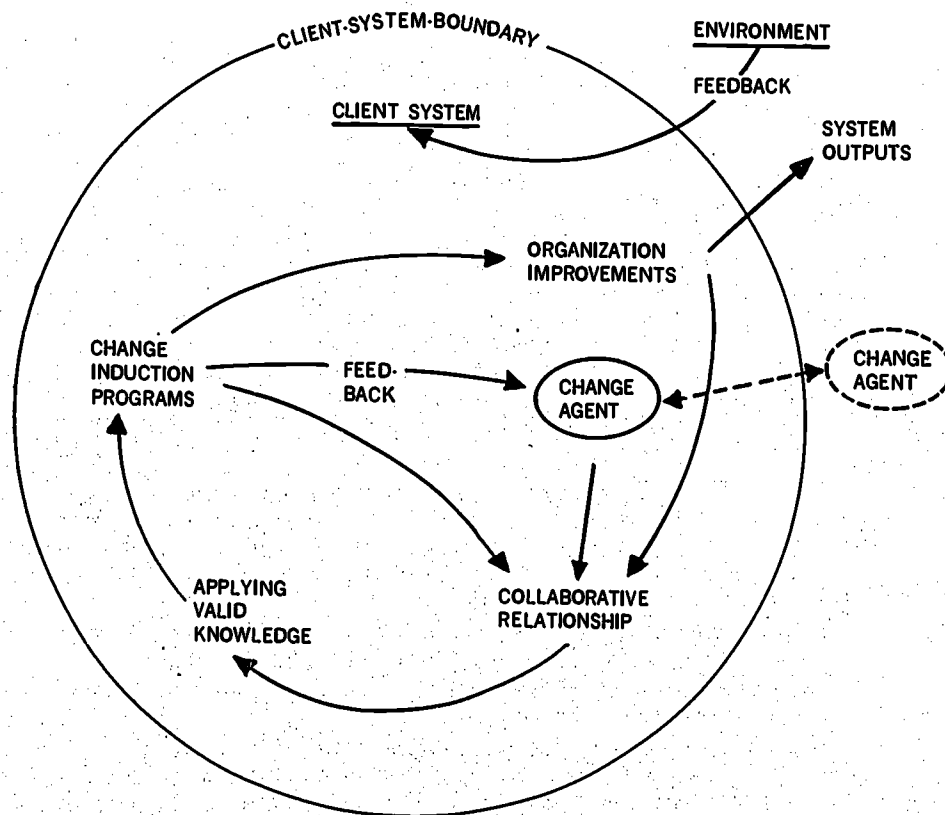 CLIENT-SYSTEM-BOUNDARY
ENVIRONMENT
FEEDBACK
CLIENT SYSTEM
SYSTEM
OUTPUTS
ORGANIZATION
IMPROVEMENTS
CHANGE
INDUCTION
PROGRAMS
FEED-
BACK
CHANGE
AGENT
CHANGE
AGENT
APPLYING
VALID
KNOWLEDGE
COLLABORATIVE
RELATIONSHIP